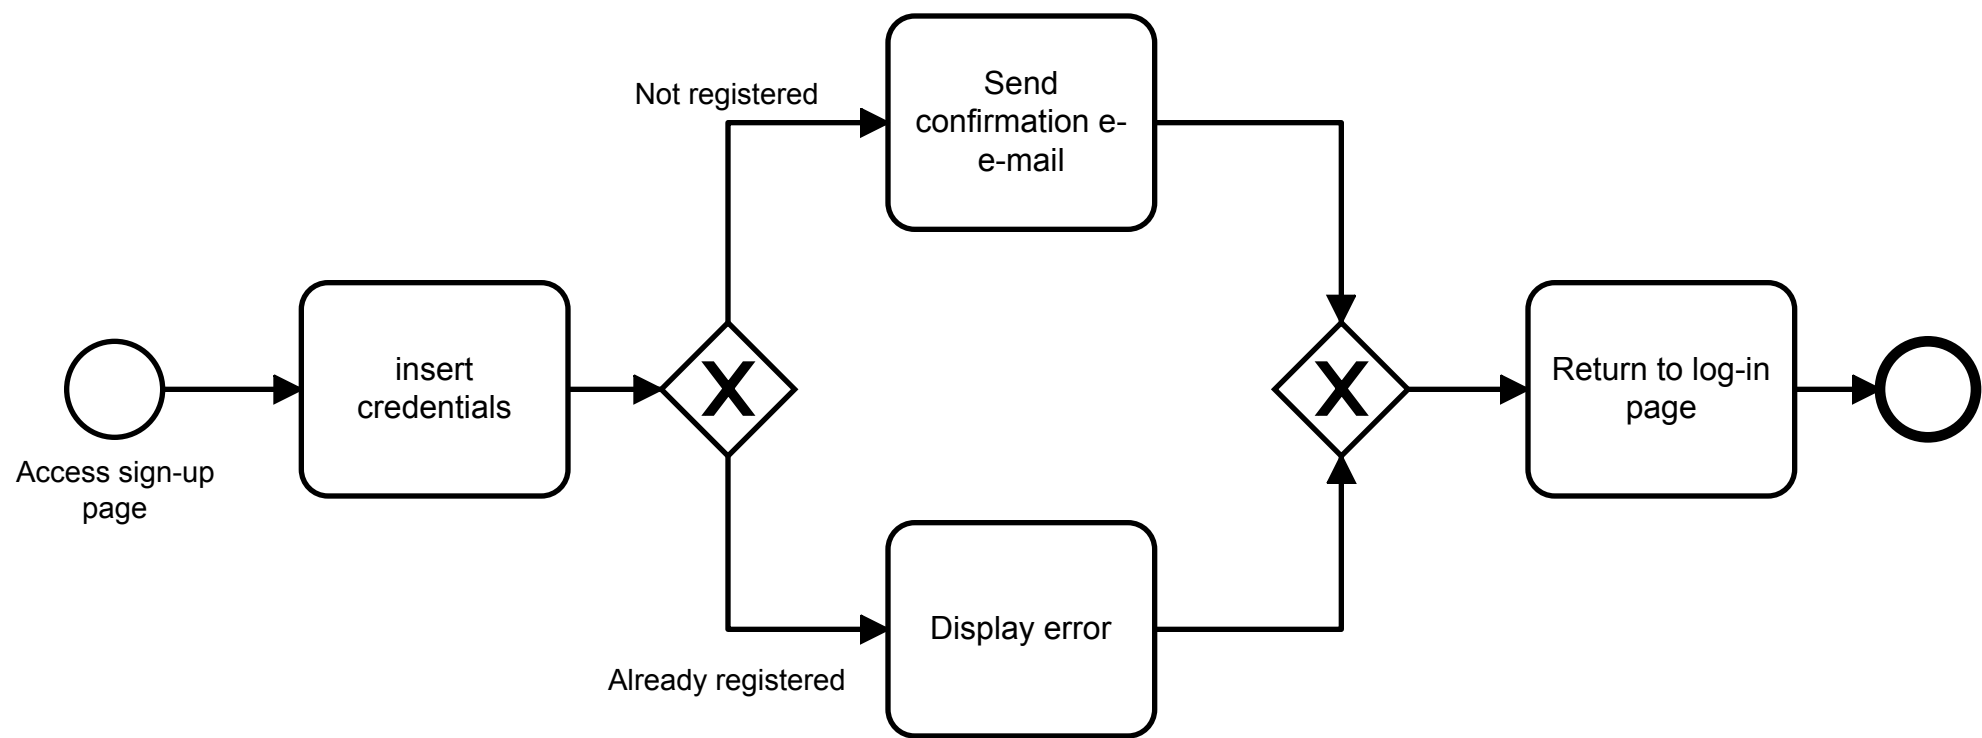 Access sign-up
page
insert
credentials
X
Not registered
Send
confirmation e-
e-mail
Already registered
Display error
X
Return to log-in
page